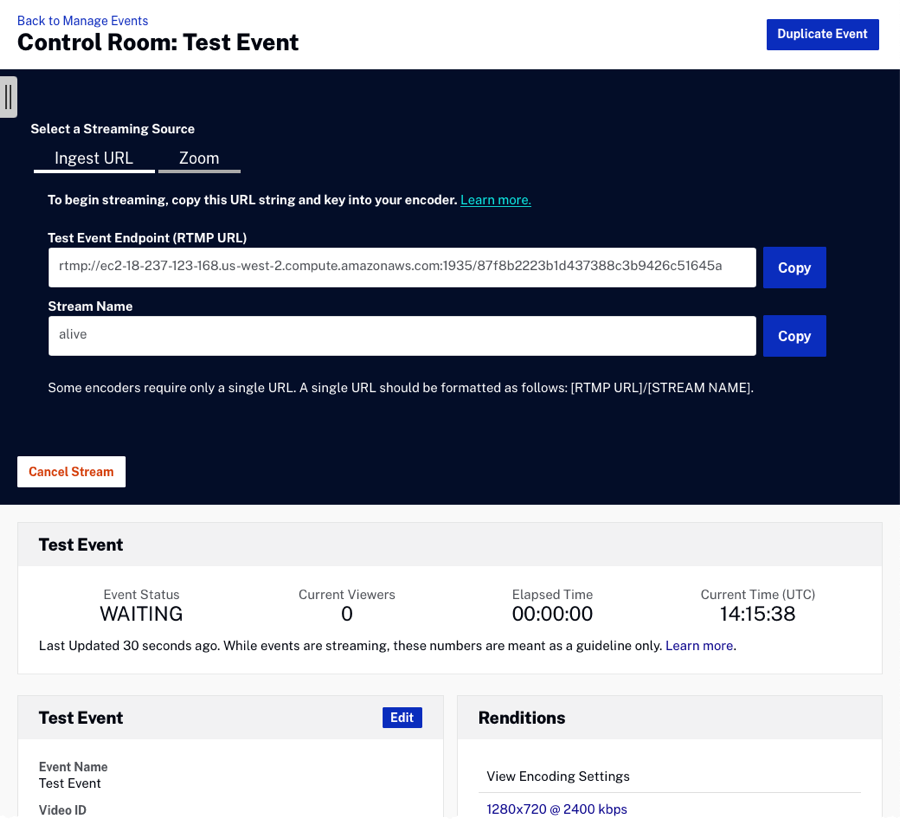 Back to Manage Events
Control Room: Test Event
Duplicate Event
Select a Streaming Source
Ingest URL
Zoom
To begin streaming, copy this URL string and key into your encoder. Learn more.
Test Event Endpoint (RTMP URL)
rtmp://ec2-18-237-123-168.us-west-2.compute.amazonaws.com:1935/87f8b2223b1d437388c3b9426c51645a
Copy
Stream Name
alive
Copy
Some encoders require only a single URL. A single URL should be formatted as follows: [RTMP URL]/[STREAM NAME].
Cancel Stream
Test Event
Event Status
WAITING
Current Viewers
0
Elapsed Time
00:00:00
Current Time (UTC)
14:15:38
Last Updated 30 seconds ago. While events are streaming, these numbers are meant as a guideline only. Learn more.
Test Event
Edit
Event Name
Test Event
Video ID
Renditions
View Encoding Settings
1280x720 @ 2400 kbps